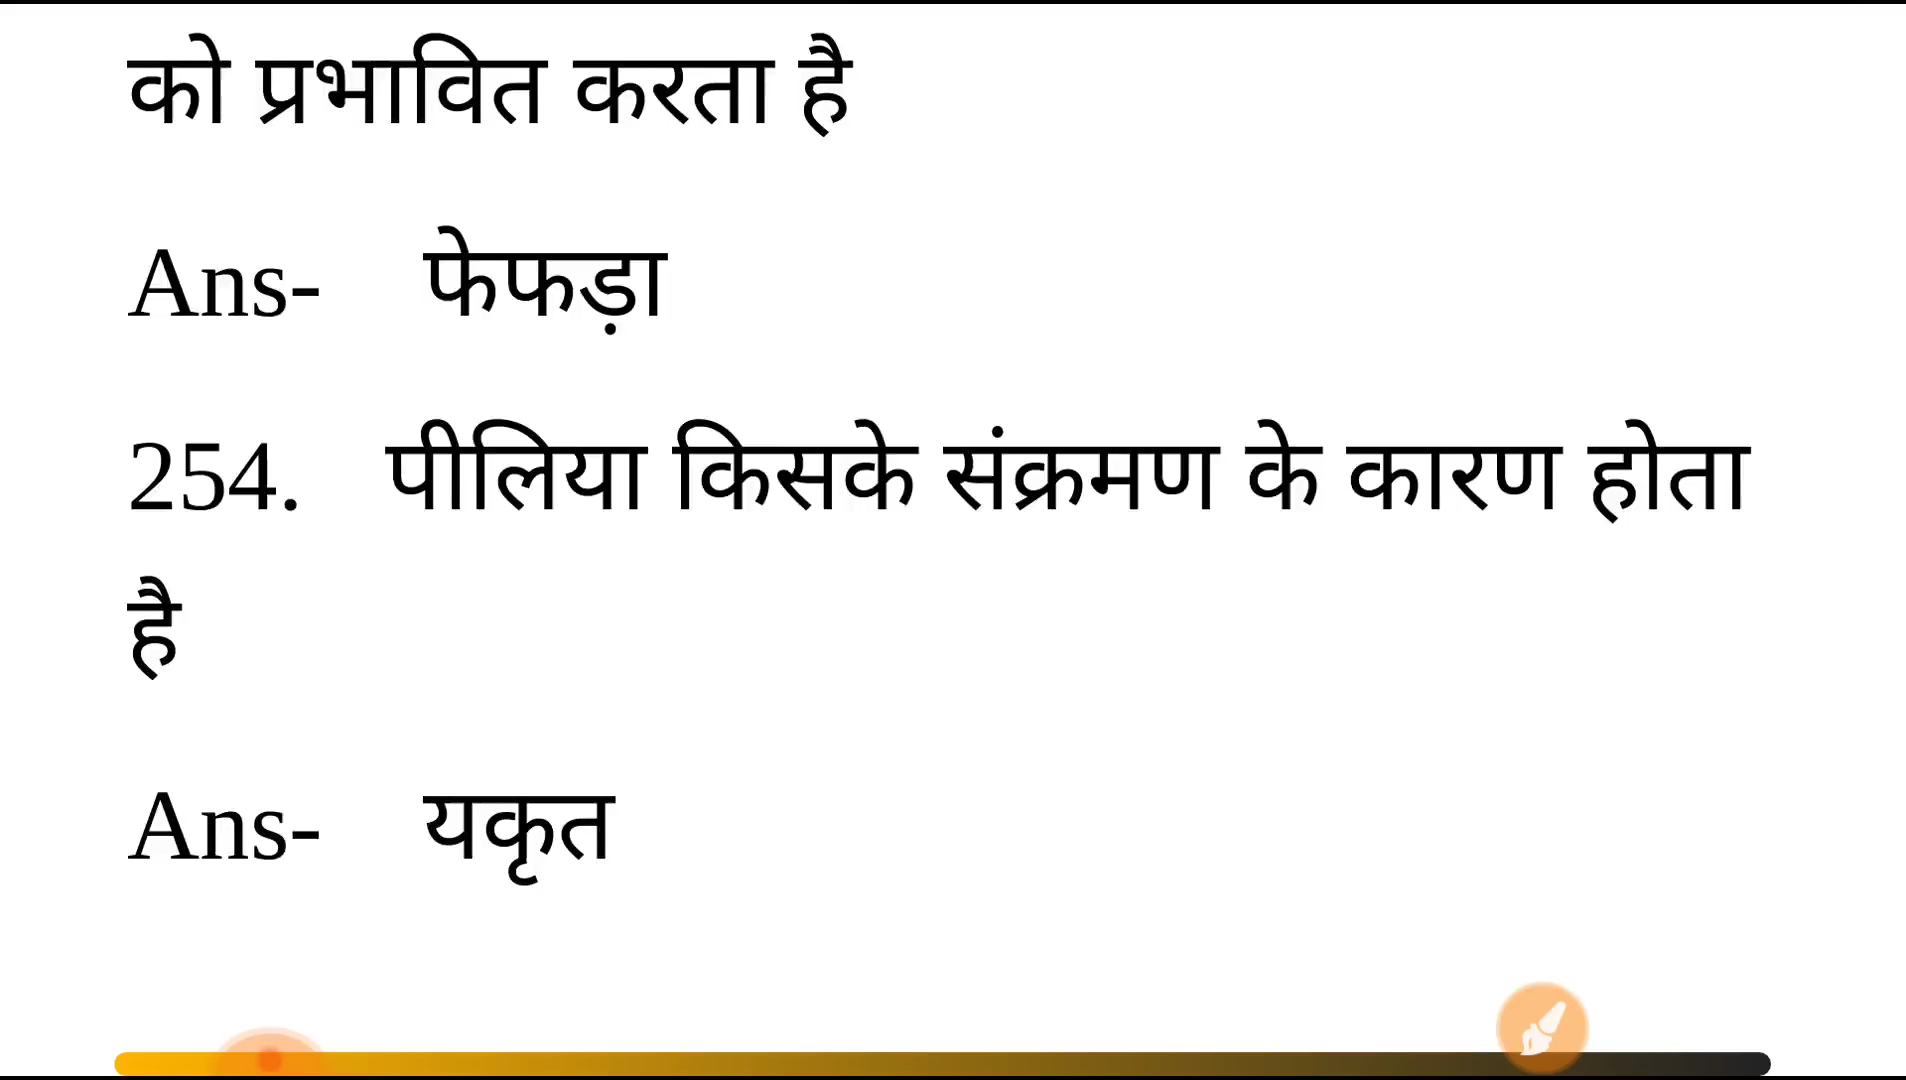 को प्रभावित करता है
Ans- फेफड़ा
254. पीलिया किसके संक्रमण के कारण होता
है
Ans- यकृत